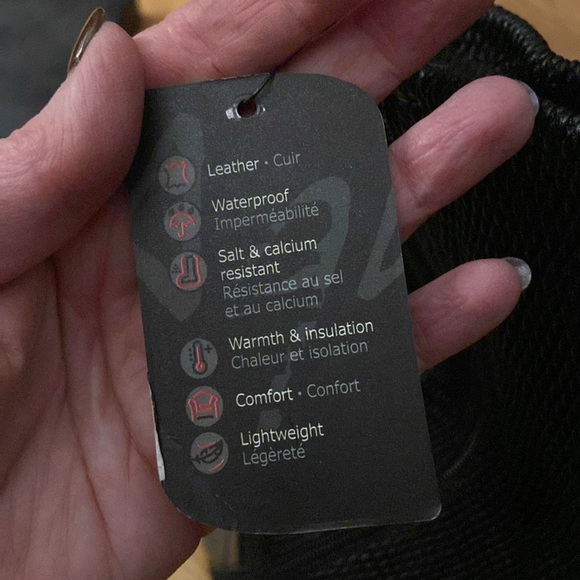 Leather • Cuir
Waterproof
Imperméabilité
Salt & calcium
resistant
Résistance au sel
et au calcium
Warmth & insulation
Chaleur et isolation
Comfort • Confort
Lightweight
Légèreté